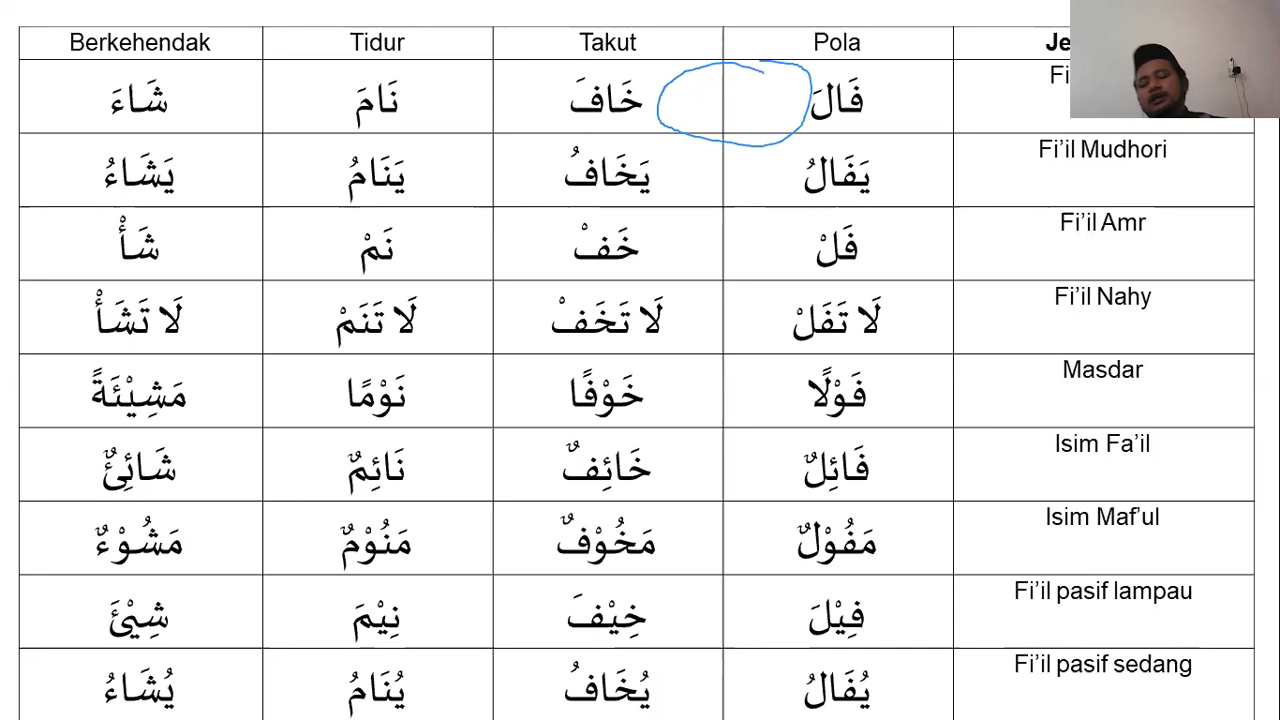 Berkehendak Tidur Takut Pola Je
شَاءَ نَامَ خَافَ فَالَ Fi
يَشَاءُ يَنَامُ يَخَافُ يَفَالُ Fi’il Mudhori
شَأْ نَمْ خَفْ فَلْ Fi’il Amr
لَا تَشَأْ لَا تَنَمْ لَا تَخَفْ لَا تَفَلْ Fi’il Nahy
مَشِيْئَةً نَوْمًا خَوْفًا فَوْلًا Masdar
شَائِئٌ نَائِمٌ خَائِفٌ فَائِلٌ Isim Fa’il
مَشُوْءٌ مَنُوْمٌ مَخُوْفٌ مَفُوْلٌ Isim Maf’ul
شِيْئَ نِيْمَ خِيْفَ فِيْلَ Fi’il pasif lampau
يُشَاءُ يُنَامُ يُخَافُ يُفَالُ Fi’il pasif sedang